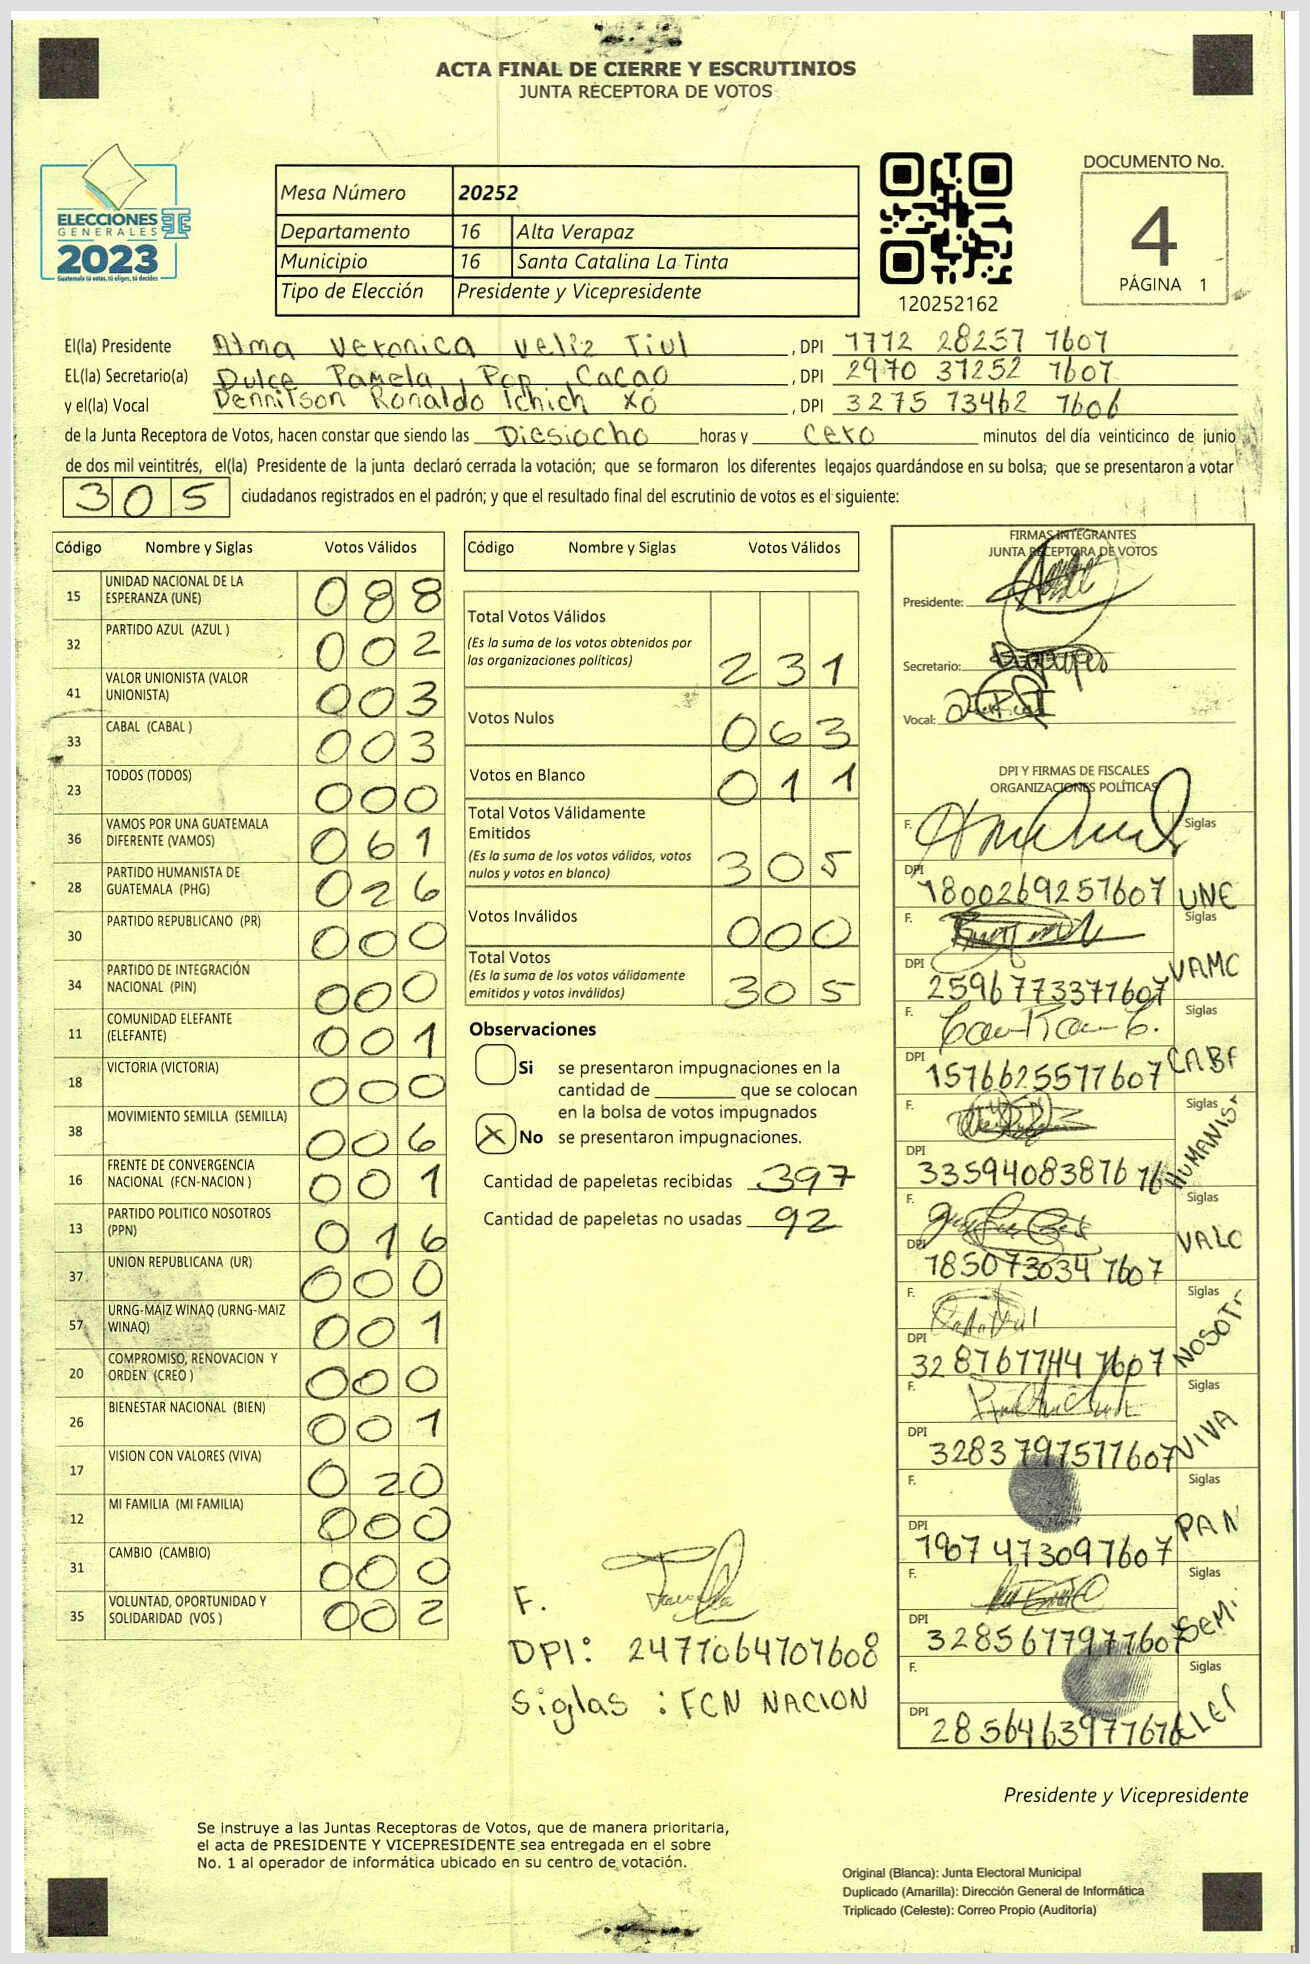 ACTA FINAL DE CIERRE Y ESCRUTINIOS
JUNTA RECEPTORA DE VOTOS
ELECCIONES
GENERALES
2023
Guatemala tú votas, tú eliges, tú decides
Mesa Número 20252
Departamento 16 Alta Verapaz
Municipio 16 Santa Catalina La Tinta
Tipo de Elección Presidente y Vicepresidente
120252162
DOCUMENTO No.
4
PÁGINA 1
El(la) Presidente Alma Veronica Veliz Tiul , DPI 1772 28257 1607
EL(la) Secretario(a) Dulce Pamela Pop Cacao , DPI 2970 37252 1607
y el(la) Vocal Dennilson Ronaldo Ichich Xó , DPI 3275 73462 1606
de la Junta Receptora de Votos, hacen constar que siendo las Diesiocho horas y cero minutos del día veinticinco de junio
de dos mil veintitrés, el(la) Presidente de la junta declaró cerrada la votación; que se formaron los diferentes legajos guardándose en su bolsa; que se presentaron a votar
305 ciudadanos registrados en el padrón; y que el resultado final del escrutinio de votos es el siguiente:
Código Nombre y Siglas Votos Válidos
15 UNIDAD NACIONAL DE LA ESPERANZA (UNE) 088
32 PARTIDO AZUL (AZUL ) 002
41 VALOR UNIONISTA (VALOR UNIONISTA) 003
33 CABAL (CABAL ) 003
23 TODOS (TODOS) 000
36 VAMOS POR UNA GUATEMALA DIFERENTE (VAMOS) 061
28 PARTIDO HUMANISTA DE GUATEMALA (PHG) 026
30 PARTIDO REPUBLICANO (PR) 000
34 PARTIDO DE INTEGRACIÓN NACIONAL (PIN) 000
11 COMUNIDAD ELEFANTE (ELEFANTE) 001
18 VICTORIA (VICTORIA) 000
38 MOVIMIENTO SEMILLA (SEMILLA) 006
16 FRENTE DE CONVERGENCIA NACIONAL (FCN-NACION ) 001
13 PARTIDO POLITICO NOSOTROS (PPN) 016
37 UNION REPUBLICANA (UR) 000
57 URNG-MAIZ WINAQ (URNG-MAIZ WINAQ) 001
20 COMPROMISO, RENOVACION Y ORDEN (CREO ) 000
26 BIENESTAR NACIONAL (BIEN) 001
17 VISION CON VALORES (VIVA) 020
12 MI FAMILIA (MI FAMILIA) 000
31 CAMBIO (CAMBIO) 000
35 VOLUNTAD, OPORTUNIDAD Y SOLIDARIDAD (VOS ) 002
Código Nombre y Siglas Votos Válidos
Total Votos Válidos
(Es la suma de los votos obtenidos por
las organizaciones políticas) 231
Votos Nulos 063
Votos en Blanco 011
Total Votos Válidamente
Emitidos
(Es la suma de los votos válidos, votos
nulos y votos en blanco) 305
Votos Inválidos 000
Total Votos
(Es la suma de los votos válidamente
emitidos y votos inválidos) 305
Observaciones
Si se presentaron impugnaciones en la
cantidad de ________ que se colocan
en la bolsa de votos impugnados
X No se presentaron impugnaciones.
Cantidad de papeletas recibidas 397
Cantidad de papeletas no usadas 92
F.
DPI: 2477064701608
Siglas : FCN NACION
FIRMAS INTEGRANTES
JUNTA RECEPTORA DE VOTOS
Presidente:
Secretario:
Vocal:
DPI Y FIRMAS DE FISCALES
ORGANIZACIONES POLÍTICAS
F. Siglas
DPI 1800269251607 UNE
F. Siglas
DPI 2596773371607 VAMO
F. Siglas
DPI 1576625571607 CABA
F. Siglas
DPI 33594083876 16 HUMANIST
F. Siglas
DPI 185073034 1607 VALO
F. Siglas
DPI 328767744 1607 NOSOTR
F. Siglas
DPI 3283797571607 VIVA
F. Siglas
DPI 1967473091607 PAN
F. Siglas
DPI 3285677971607 SEMI
F. Siglas
DPI ELEF
Presidente y Vicepresidente
Se instruye a las Juntas Receptoras de Votos, que de manera prioritaria,
el acta de PRESIDENTE Y VICEPRESIDENTE sea entregada en el sobre
No. 1 al operador de informática ubicado en su centro de votación.
Original (Blanca): Junta Electoral Municipal
Duplicado (Amarilla): Dirección General de Informática
Triplicado (Celeste): Correo Propio (Auditoría)